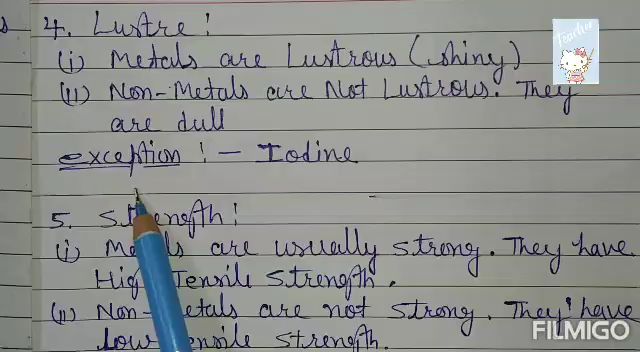 4. Lustre :
(i) Metals are Lustrous (shiny)
(ii) Non-Metals are Not Lustrous. They
are dull
exception :- Iodine
5. Strength :
(i) are usually strong. They have
High Tensile Strength.
(ii) Non- are not strong. They have
Low strength.
Teacher
FILMIGO